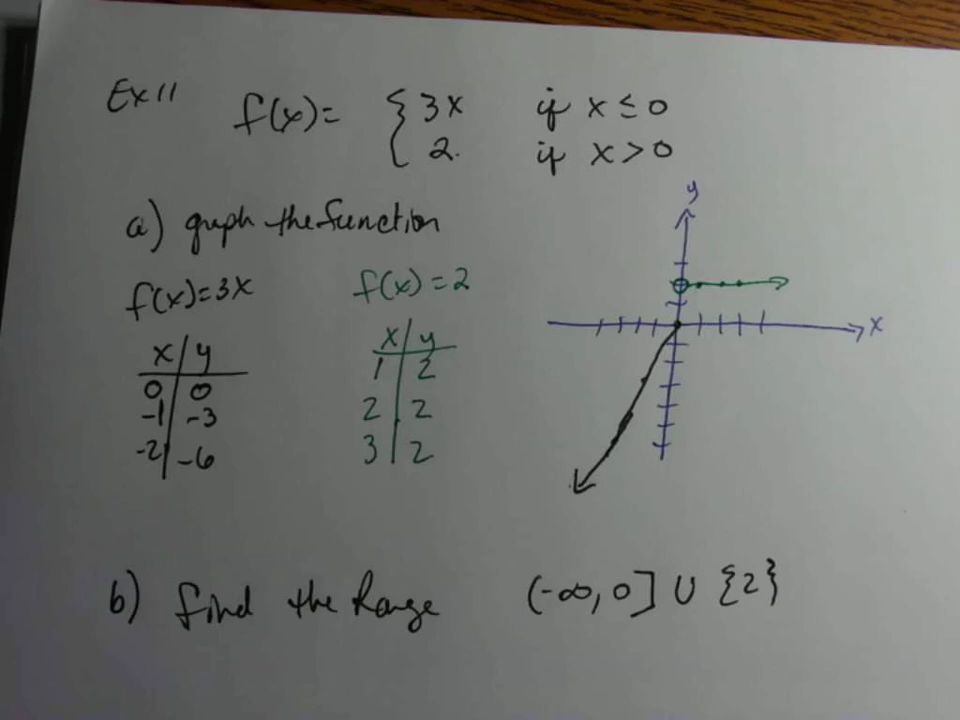 Ex 11 f(x)= { 3x if x ≤ 0
2. if x > 0
a) graph the function
f(x)=3x f(x)=2
x y x y
0 0 1 2
-1 -3 2 2
-2 -6 3 2
y
x
b) find the Range (-∞,0] ∪ {2}